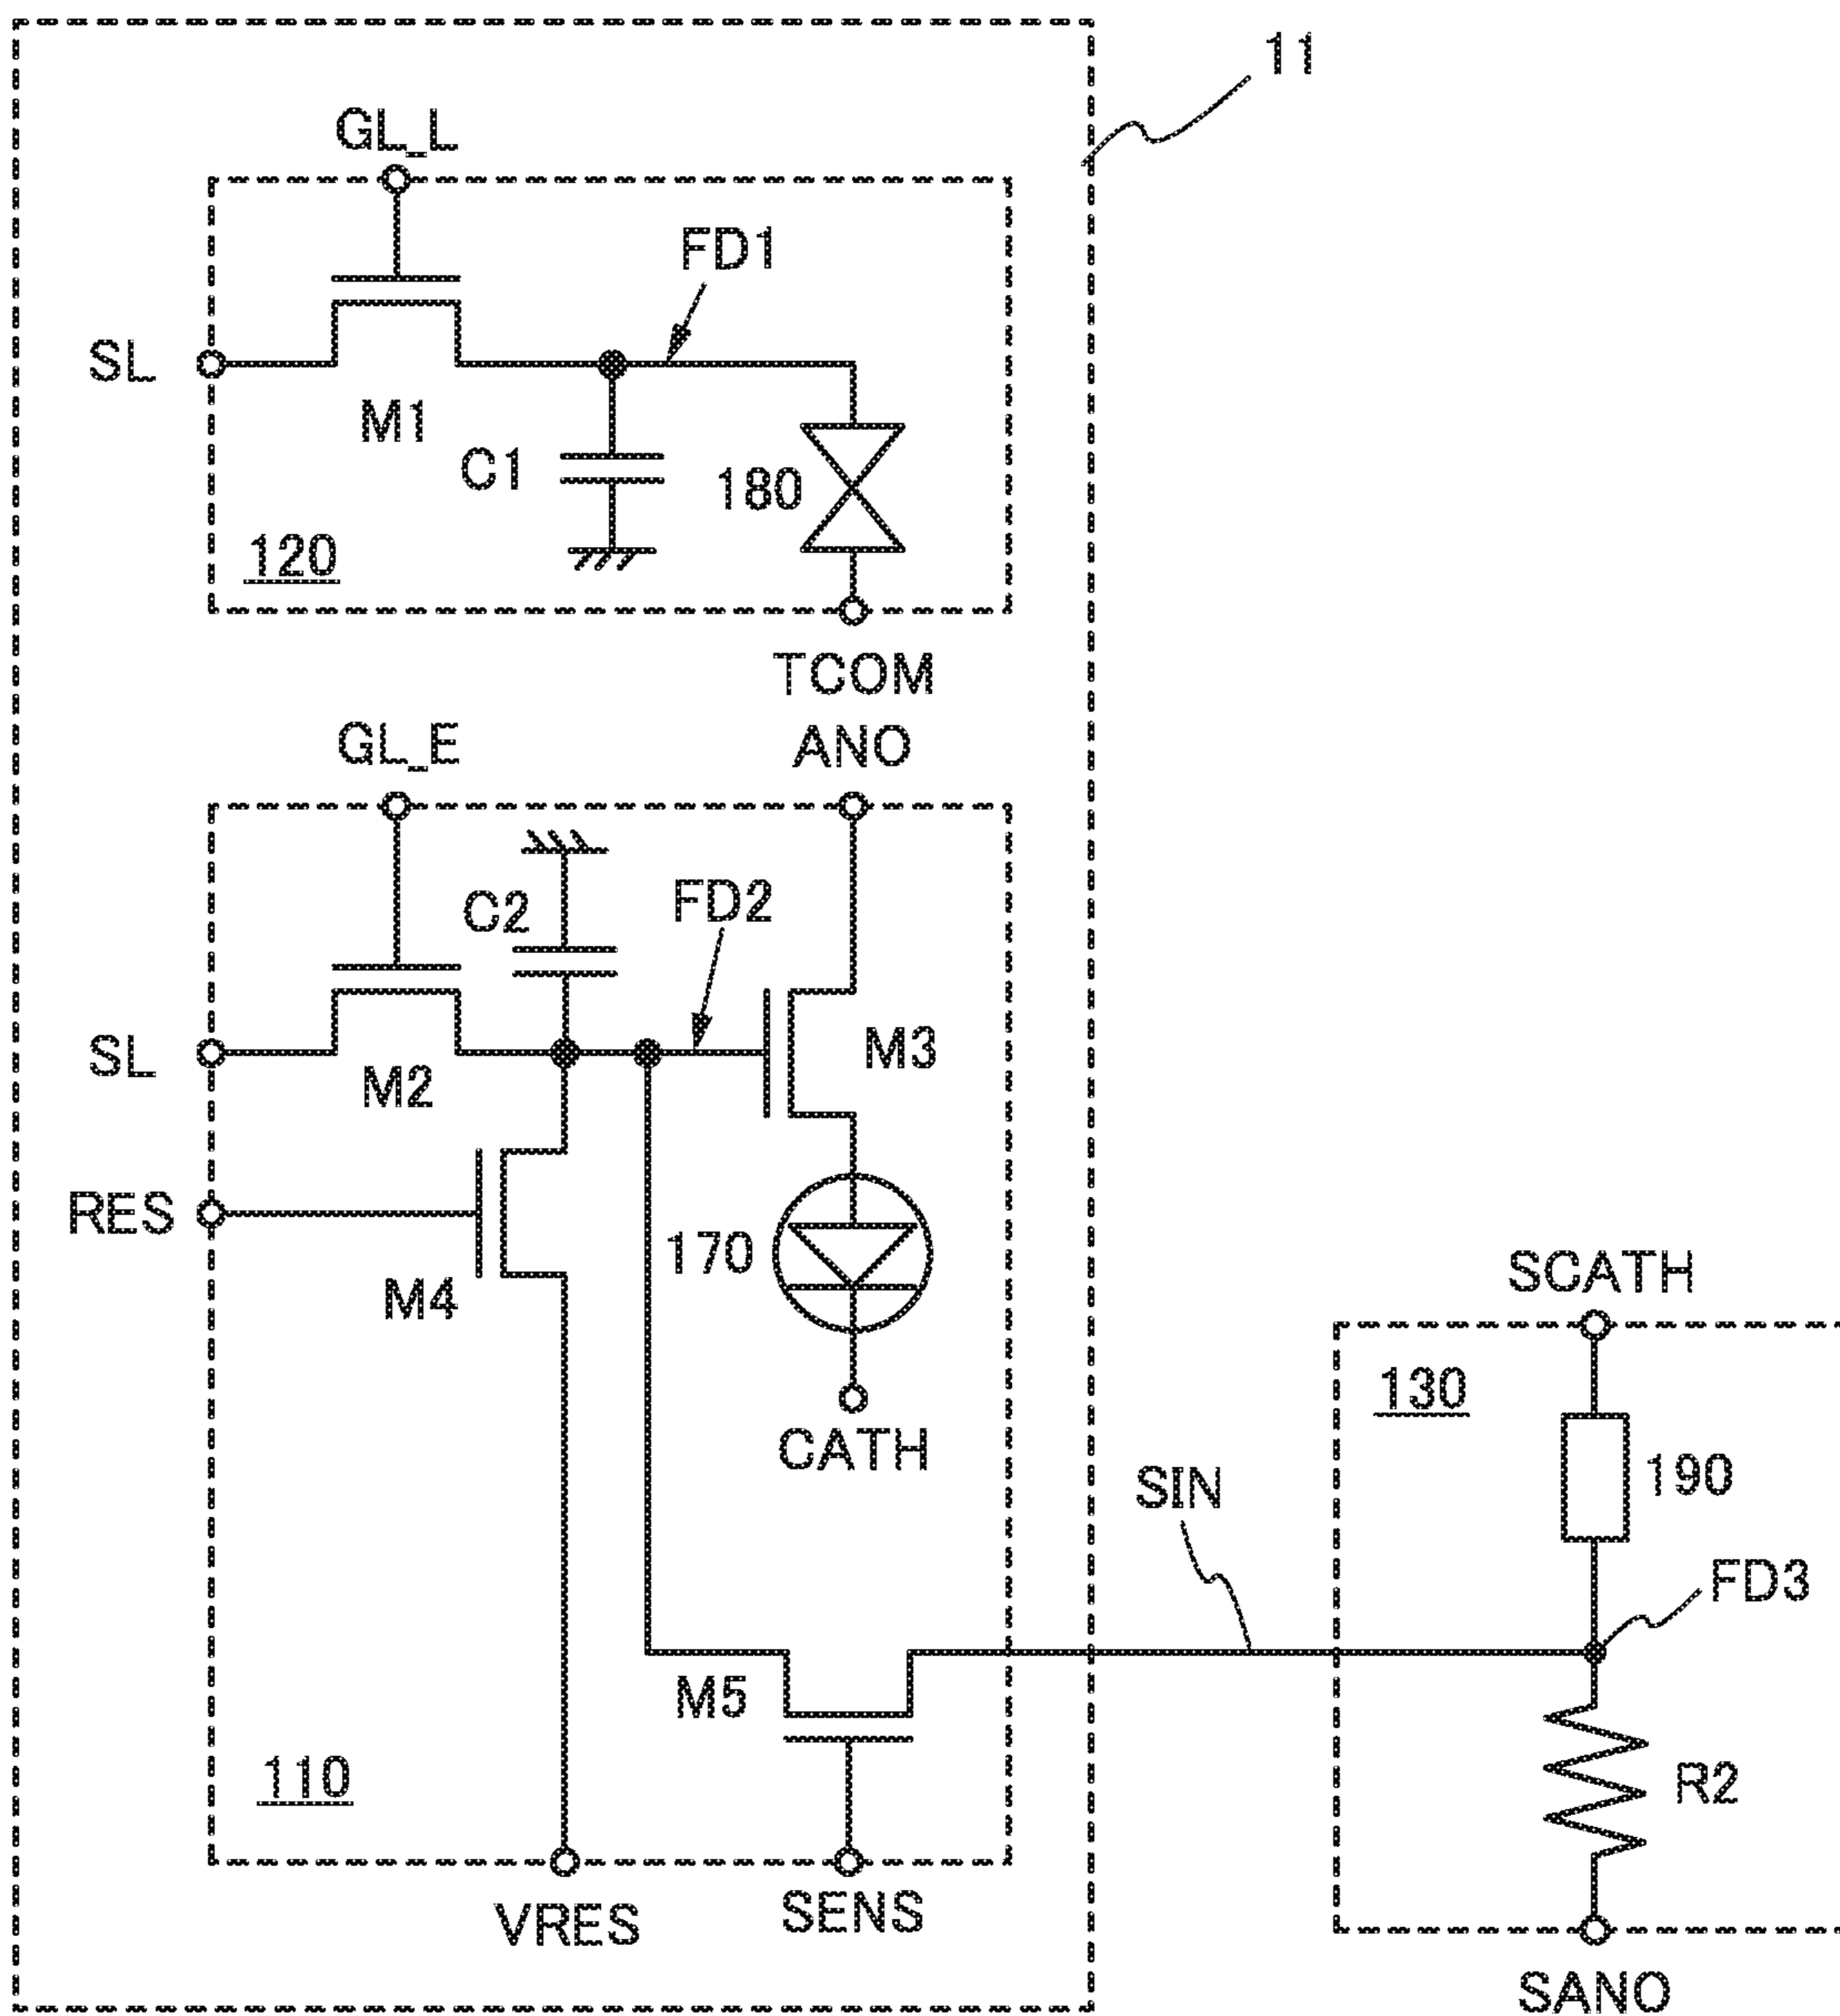 11
GL_L
FD1
SL
M1
C1
180
120
TCOM
GL_E
ANO
C2
FD2
SL
M2
M3
RES
M4
170
CATH
SCATH
130
190
SIN
FD3
M5
R2
110
VRES
SENS
SANO